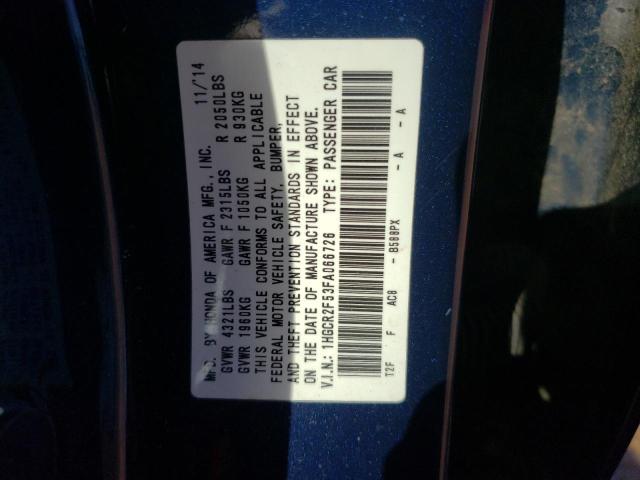 MFD. BY HONDA OF AMERICA MFG., INC. 11/'14
GVWR 4321LBS GAWR F 2315LBS R 2050LBS
GVWR 1960KG GAWR F 1050KG R 930KG
THIS VEHICLE CONFORMS TO ALL APPLICABLE
FEDERAL MOTOR VEHICLE SAFETY, BUMPER,
AND THEFT PREVENTION STANDARDS IN EFFECT
ON THE DATE OF MANUFACTURE SHOWN ABOVE.
V.I.N.: 1HGCR2F53FA066726 TYPE: PASSENGER CAR
T2F F AC8 - B588PX - A - A